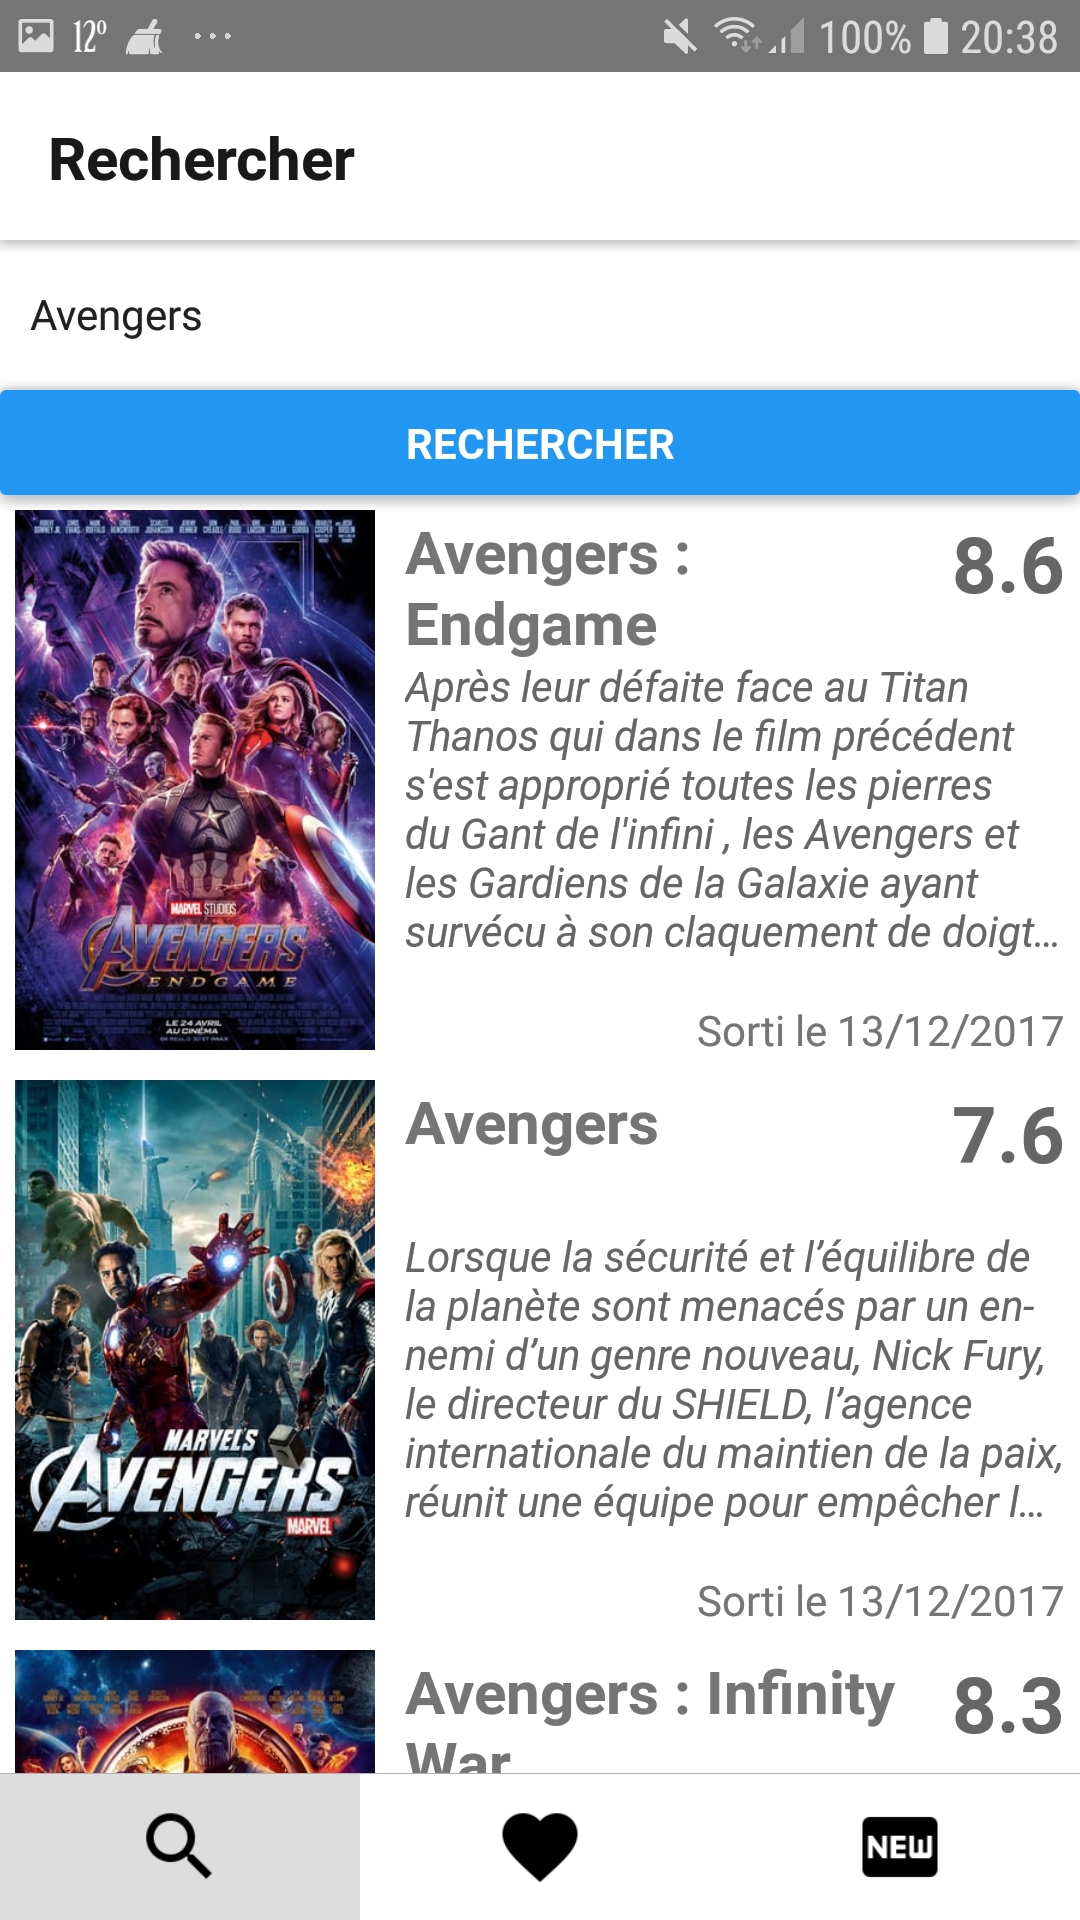 12º
100%
20:38
Rechercher
Avengers
RECHERCHER
Avengers :
Endgame
8.6
Après leur défaite face au Titan
Thanos qui dans le film précédent
s'est approprié toutes les pierres
du Gant de l'infini , les Avengers et
les Gardiens de la Galaxie ayant
survécu à son claquement de doigt…
Sorti le 13/12/2017
MARVEL STUDIOS
AVENGERS
ENDGAME
LE 24 AVRIL
AU CINÉMA
Avengers
7.6
Lorsque la sécurité et l’équilibre de
la planète sont menacés par un en-
nemi d’un genre nouveau, Nick Fury,
le directeur du SHIELD, l’agence
internationale du maintien de la paix,
réunit une équipe pour empêcher l…
Sorti le 13/12/2017
MARVEL'S
AVENGERS
MARVEL
Avengers : Infinity
War
8.3
NEW